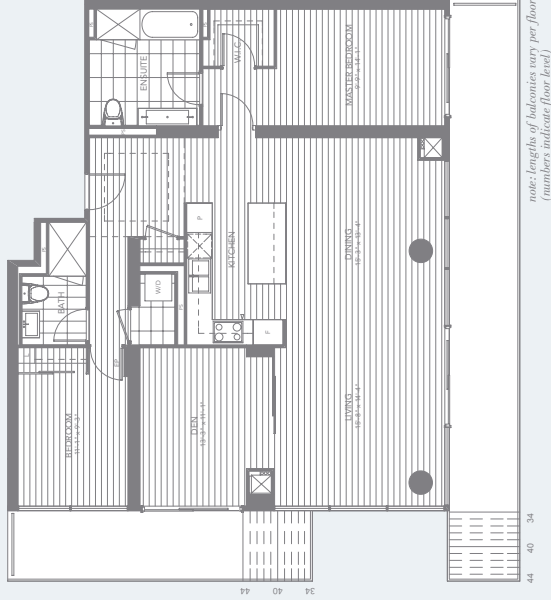 ENSUITE
W.I.C.
MASTER BEDROOM
KITCHEN
DINING
BATH
W/D
P
F
EP
BEDROOM
DEN
LIVING
note: lengths of balconies vary per floor
(numbers indicate floor level)
44 40 34
44 40 34